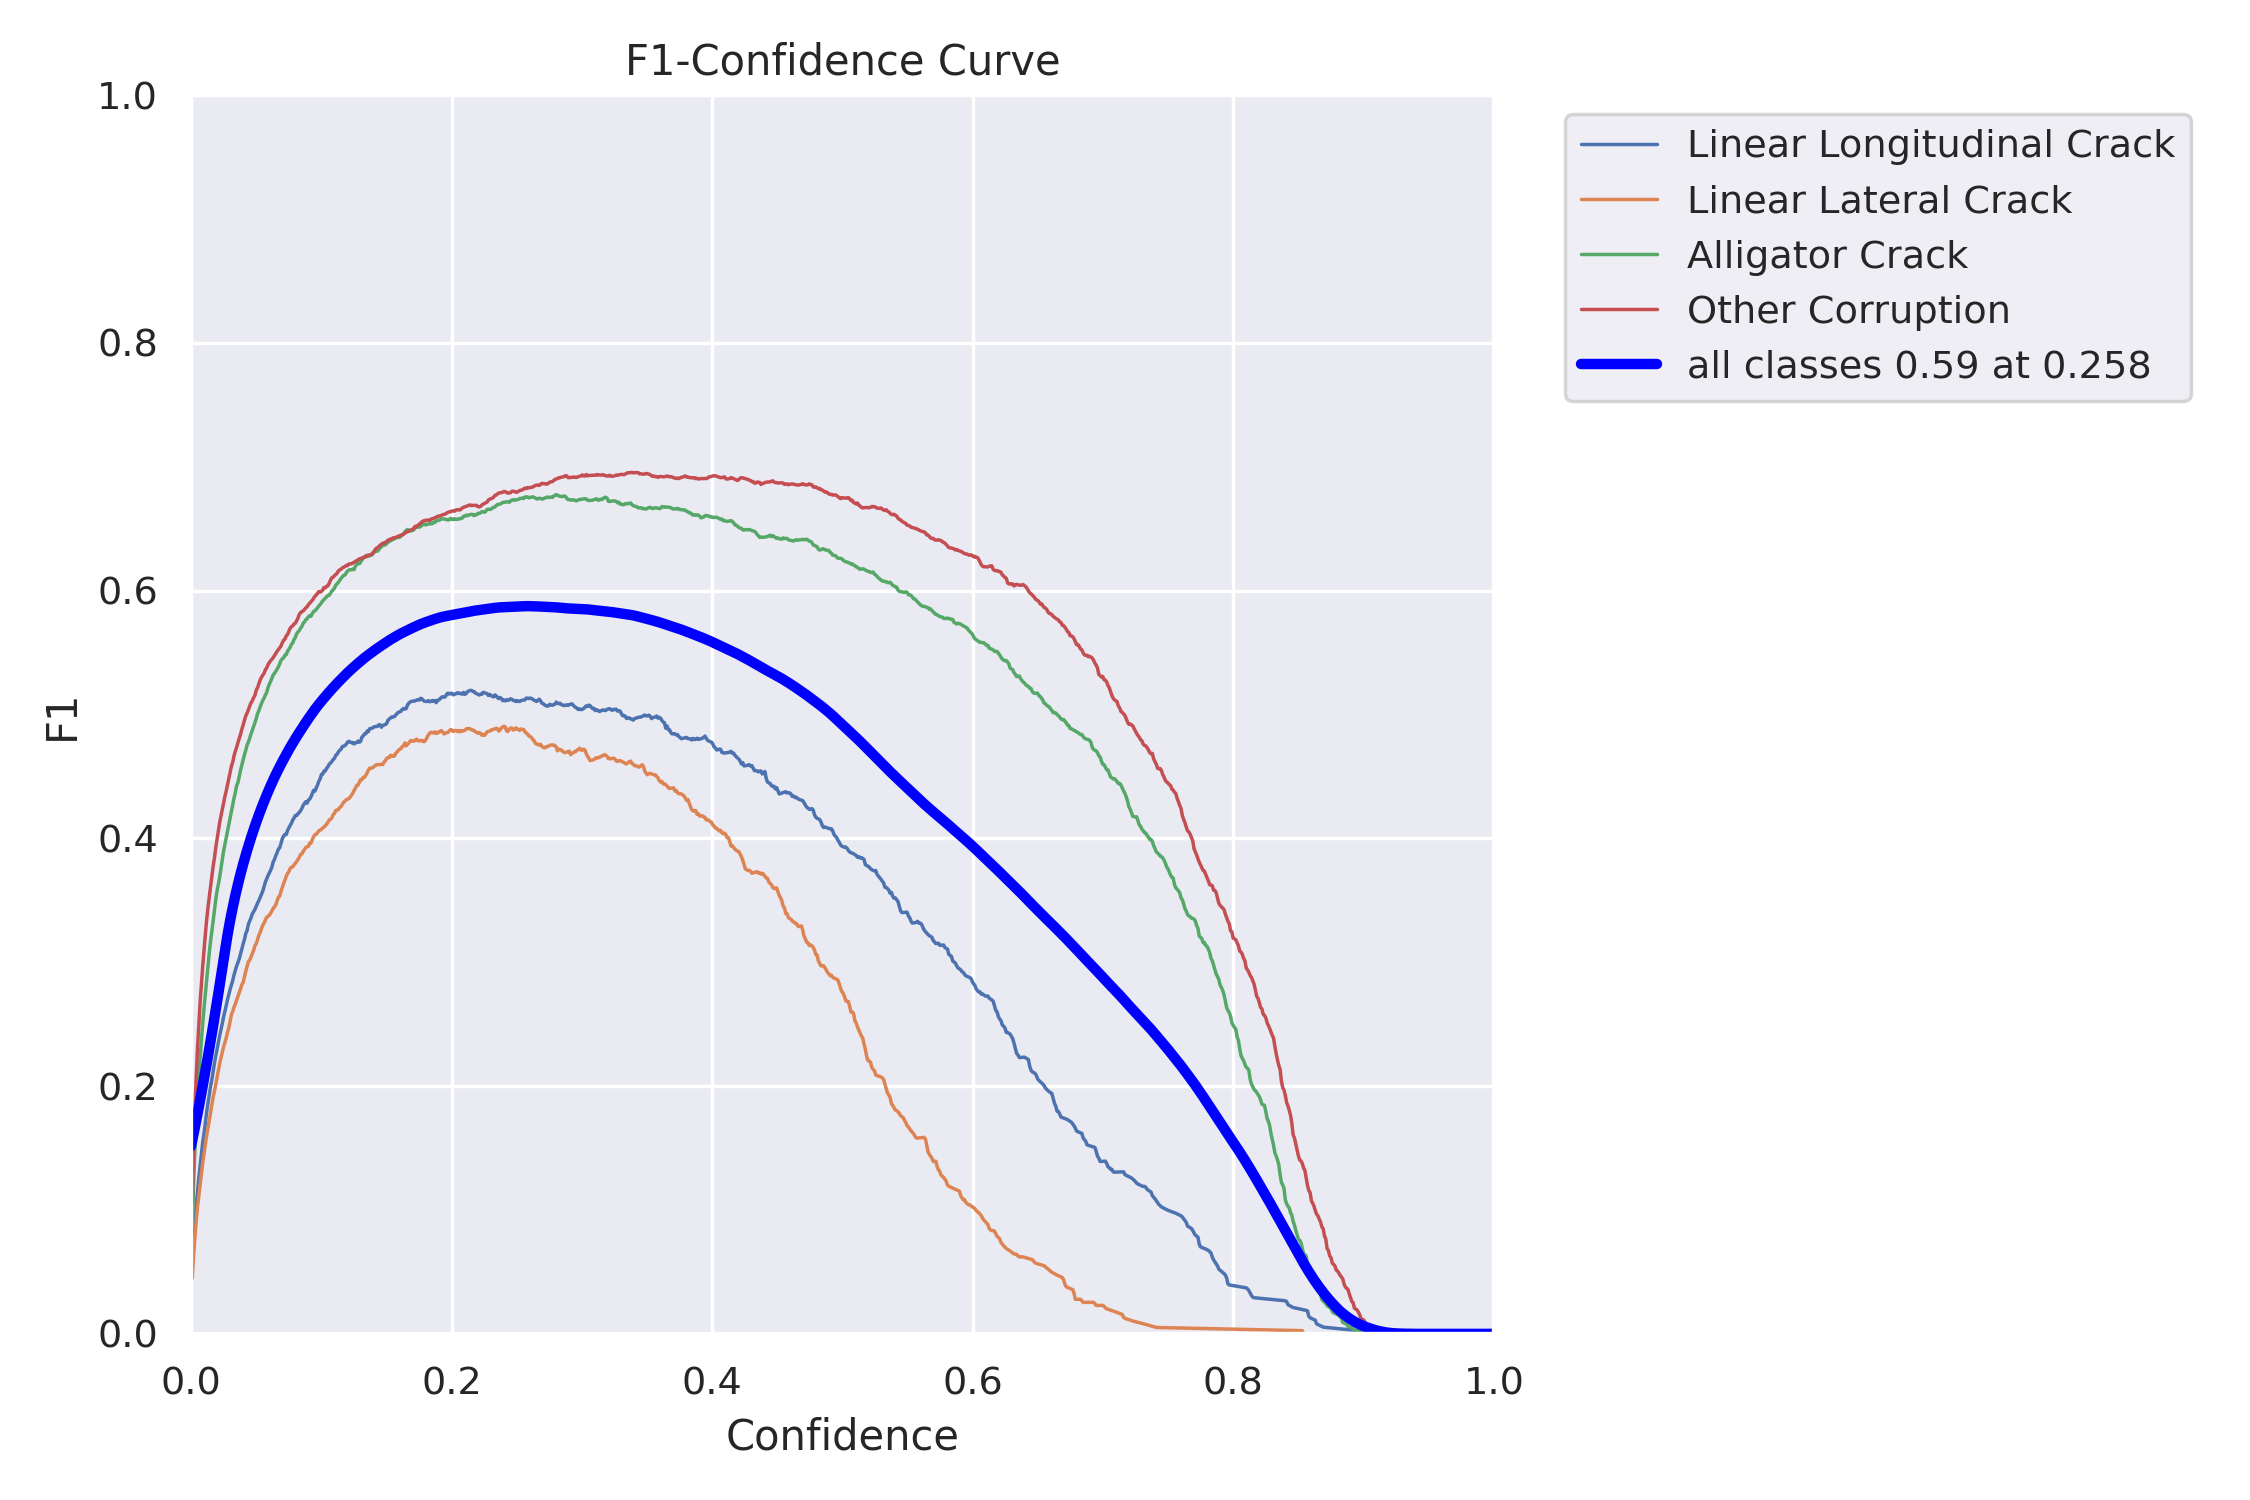 F1-Confidence Curve
1.0
0.8
0.6
0.4
0.2
0.0
F1
0.0 0.2 0.4 0.6 0.8 1.0
Confidence
Linear Longitudinal Crack
Linear Lateral Crack
Alligator Crack
Other Corruption
all classes 0.59 at 0.258